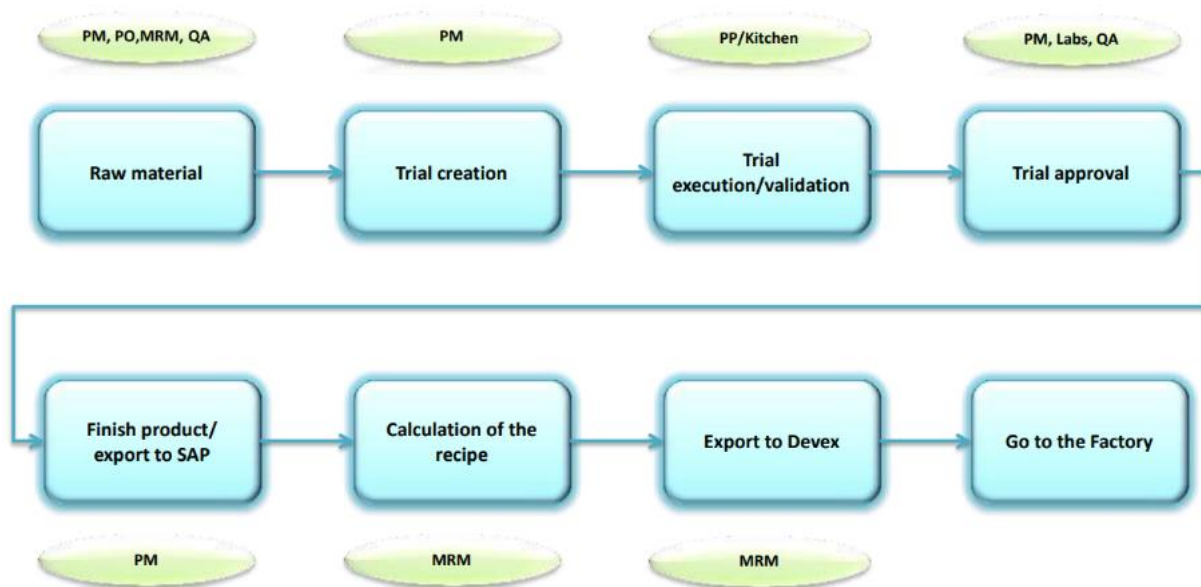 PM, PO,MRM, QA
PM
PP/Kitchen
PM, Labs, QA
Raw material
Trial creation
Trial
execution/validation
Trial approval
Finish product/
export to SAP
Calculation of the
recipe
Export to Devex
Go to the Factory
PM
MRM
MRM